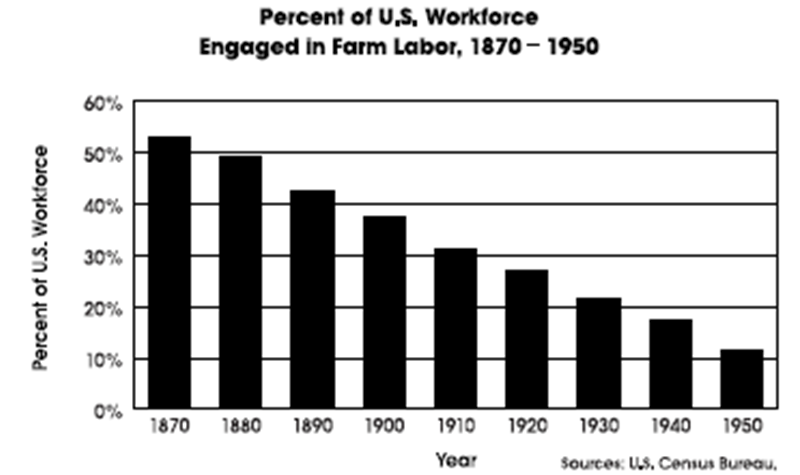 Percent of U.S. Workforce
Engaged in Farm Labor, 1870 – 1950
60%
50%
40%
30%
20%
10%
0%
Percent of U.S. Workforce
1870 1880 1890 1900 1910 1920 1930 1940 1950
Year
Sources: U.S. Census Bureau.